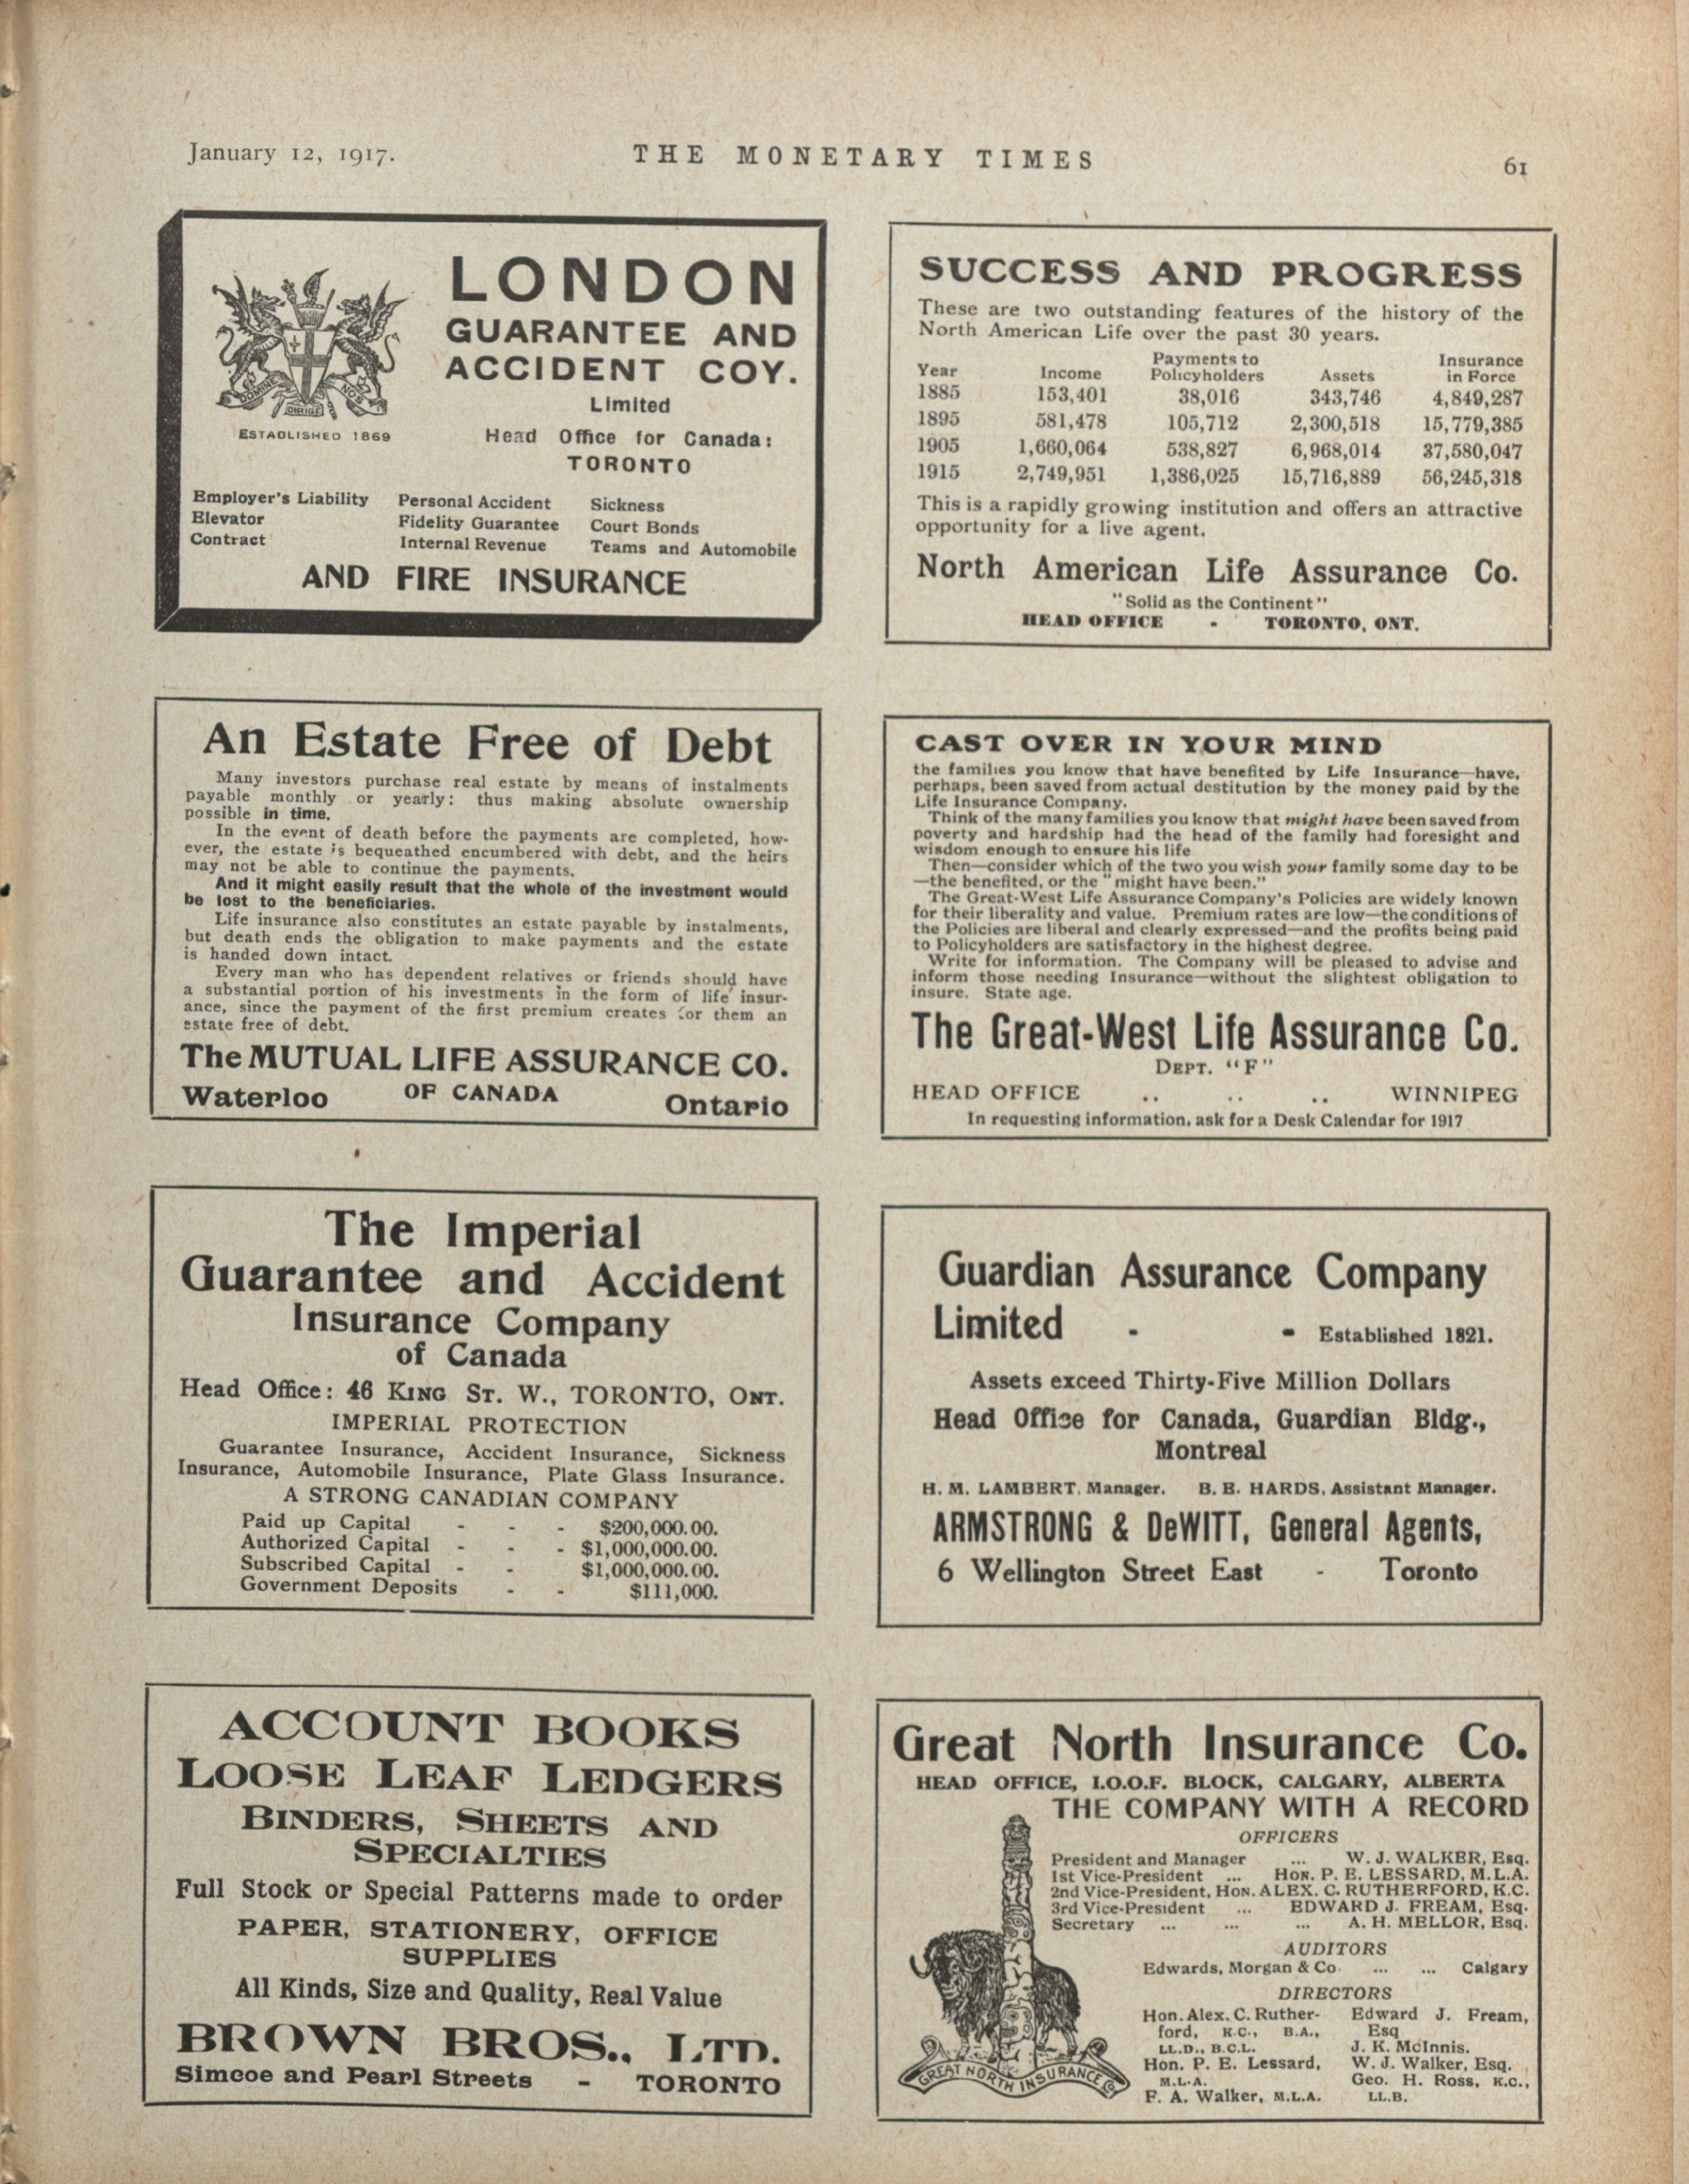 January 12, 1917.
THE MONETARY TIMES
61
LONDON
GUARANTEE AND
ACCIDENT COY.
Limited
DOMINE DIRIGE NOS
ESTABLISHED 1869
Head Office for Canada:
TORONTO
Employer's Liability Personal Accident Sickness
Elevator Fidelity Guarantee Court Bonds
Contract Internal Revenue Teams and Automobile
AND FIRE INSURANCE
SUCCESS AND PROGRESS
These are two outstanding features of the history of the
North American Life over the past 30 years.
Year Income Payments to Policyholders Assets Insurance in Force
1885 153,401 38,016 343,746 4,849,287
1895 581,478 105,712 2,300,518 15,779,385
1905 1,660,064 538,827 6,968,014 37,580,047
1915 2,749,951 1,386,025 15,716,889 56,245,318
This is a rapidly growing institution and offers an attractive
opportunity for a live agent.
North American Life Assurance Co.
"Solid as the Continent"
HEAD OFFICE - TORONTO, ONT.
An Estate Free of Debt
Many investors purchase real estate by means of instalments
payable monthly or yearly: thus making absolute ownership
possible in time.
In the event of death before the payments are completed, how-
ever, the estate is bequeathed encumbered with debt, and the heirs
may not be able to continue the payments.
And it might easily result that the whole of the investment would
be lost to the beneficiaries.
Life insurance also constitutes an estate payable by instalments,
but death ends the obligation to make payments and the estate
is handed down intact.
Every man who has dependent relatives or friends should have
a substantial portion of his investments in the form of life insur-
ance, since the payment of the first premium creates for them an
estate free of debt.
The MUTUAL LIFE ASSURANCE CO.
Waterloo OF CANADA Ontario
CAST OVER IN YOUR MIND
the families you know that have benefited by Life Insurance—have,
perhaps, been saved from actual destitution by the money paid by the
Life Insurance Company.
Think of the many families you know that might have been saved from
poverty and hardship had the head of the family had foresight and
wisdom enough to ensure his life
Then—consider which of the two you wish your family some day to be
—the benefited, or the "might have been."
The Great-West Life Assurance Company's Policies are widely known
for their liberality and value. Premium rates are low—the conditions of
the Policies are liberal and clearly expressed—and the profits being paid
to Policyholders are satisfactory in the highest degree.
Write for information. The Company will be pleased to advise and
inform those needing Insurance—without the slightest obligation to
insure. State age.
The Great-West Life Assurance Co.
DEPT. "F"
HEAD OFFICE .. .. .. WINNIPEG
In requesting information, ask for a Desk Calendar for 1917
The Imperial
Guarantee and Accident
Insurance Company
of Canada
Head Office: 46 KING ST. W., TORONTO, ONT.
IMPERIAL PROTECTION
Guarantee Insurance, Accident Insurance, Sickness
Insurance, Automobile Insurance, Plate Glass Insurance.
A STRONG CANADIAN COMPANY
Paid up Capital - - - $200,000.00.
Authorized Capital - - - $1,000,000.00.
Subscribed Capital - - $1,000,000.00.
Government Deposits - - $111,000.
Guardian Assurance Company
Limited - - Established 1821.
Assets exceed Thirty-Five Million Dollars
Head Office for Canada, Guardian Bldg.,
Montreal
H. M. LAMBERT, Manager. B. E. HARDS, Assistant Manager.
ARMSTRONG & DeWITT, General Agents,
6 Wellington Street East - Toronto
ACCOUNT BOOKS
LOOSE LEAF LEDGERS
BINDERS, SHEETS AND
SPECIALTIES
Full Stock or Special Patterns made to order
PAPER, STATIONERY, OFFICE
SUPPLIES
All Kinds, Size and Quality, Real Value
BROWN BROS., LTD.
Simcoe and Pearl Streets - TORONTO
Great North Insurance Co.
HEAD OFFICE, I.O.O.F. BLOCK, CALGARY, ALBERTA
THE COMPANY WITH A RECORD
OFFICERS
President and Manager ... W. J. WALKER, Esq.
1st Vice-President ... HON. P. E. LESSARD, M.L.A.
2nd Vice-President, HON. ALEX. C. RUTHERFORD, K.C.
3rd Vice-President ... EDWARD J. FREAM, Esq.
Secretary ... ... ... A. H. MELLOR, Esq.
AUDITORS
Edwards, Morgan & Co. ... ... Calgary
DIRECTORS
Hon. Alex. C. Ruther-
ford, K.C., B.A.,
LL.D., B.C.L.
Hon. P. E. Lessard,
M.L.A.
F. A. Walker, M.L.A.
Edward J. Fream,
Esq
J. K. McInnis.
W. J. Walker, Esq.
Geo. H. Ross, K.C.,
LL.B.
GREAT NORTH INSURANCE Co